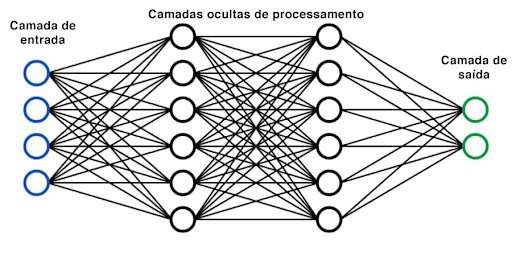 Camadas ocultas de processamento
Camada de
entrada
Camada de
saída